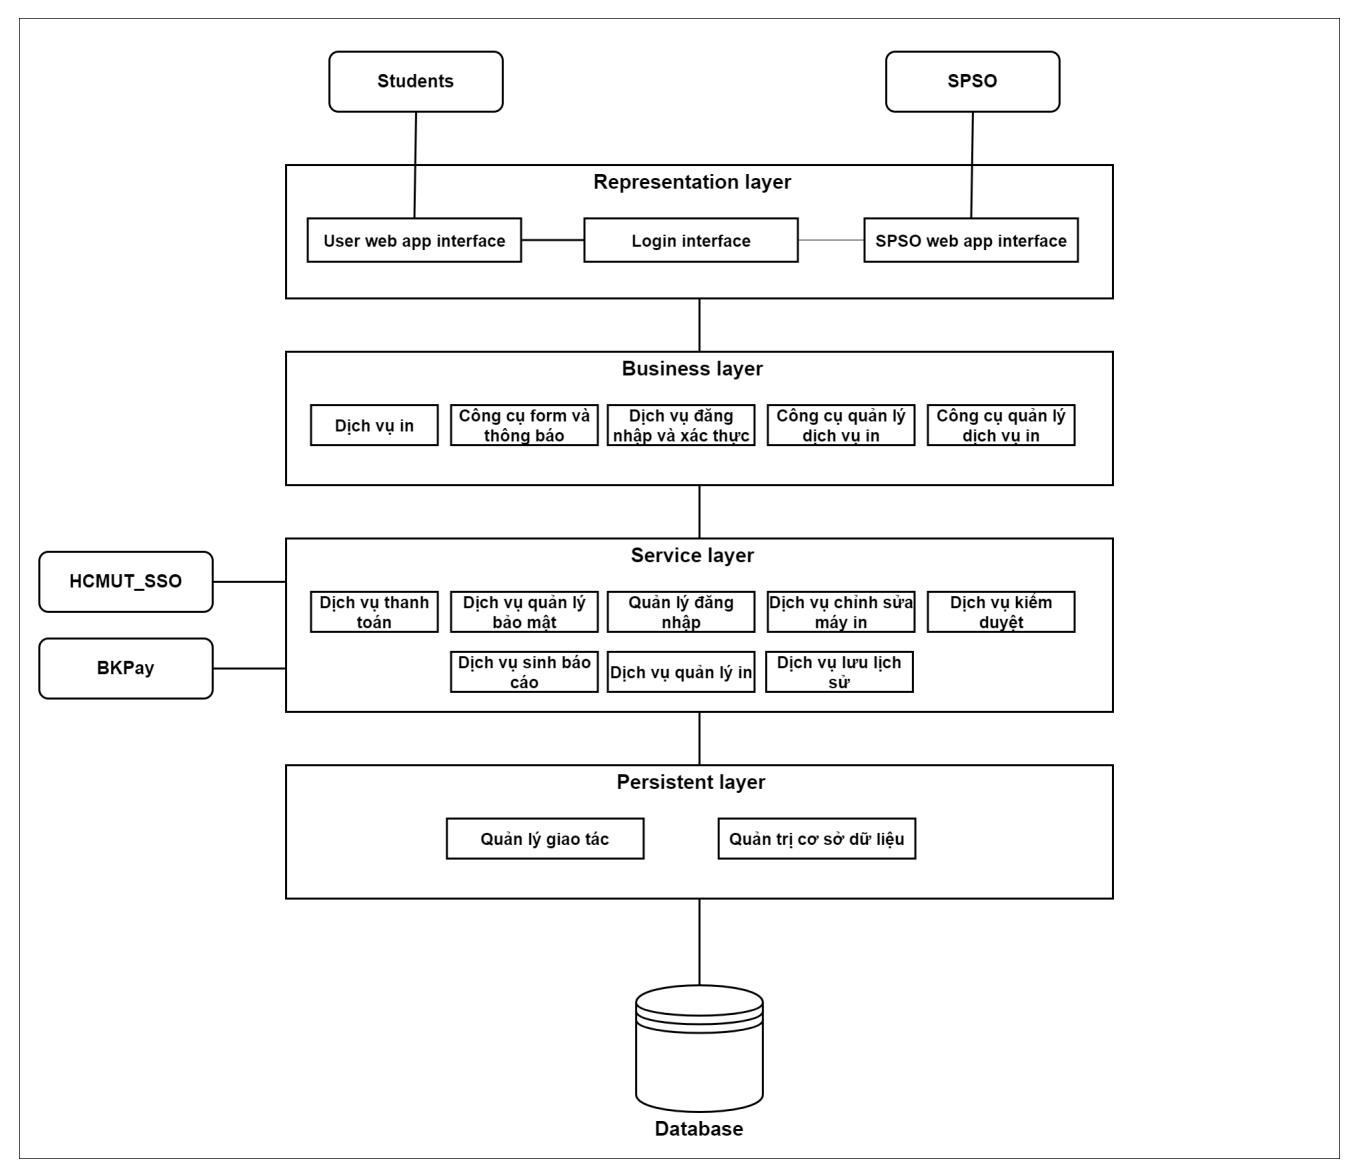 Students
SPSO
Representation layer
User web app interface
Login interface
SPSO web app interface
Business layer
Dịch vụ in
Công cụ form và
thông báo
Dịch vụ đăng
nhập và xác thực
Công cụ quản lý
dịch vụ in
Công cụ quản lý
dịch vụ in
HCMUT_SSO
BKPay
Service layer
Dịch vụ thanh
toán
Dịch vụ quản lý
bảo mật
Quản lý đăng
nhập
Dịch vụ chỉnh sửa
máy in
Dịch vụ kiểm
duyệt
Dịch vụ sinh báo
cáo
Dịch vụ quản lý in
Dịch vụ lưu lịch
sử
Persistent layer
Quản lý giao tác
Quản trị cơ sở dữ liệu
Database